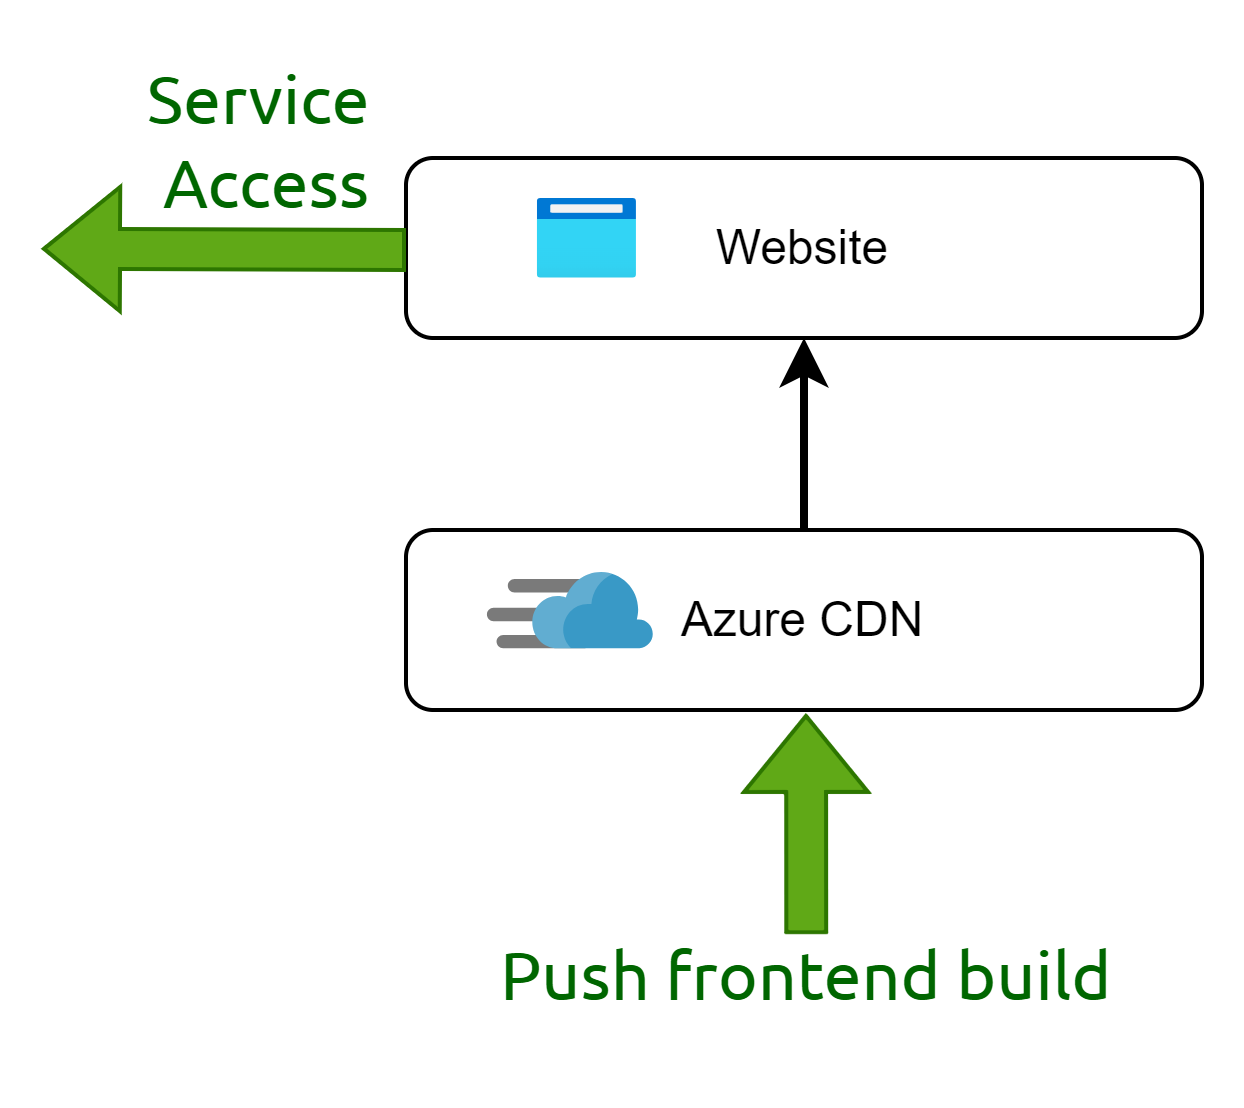 Service
Access
Website
Azure CDN
Push frontend build